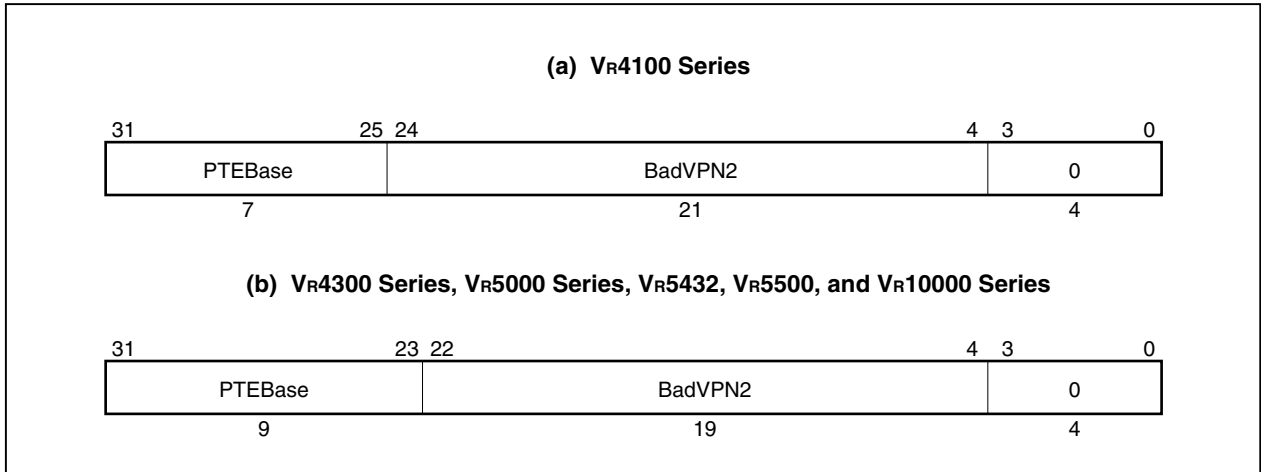 (a) VR4100 Series
31 25 24 4 3 0
PTEBase BadVPN2 0
7 21 4
(b) VR4300 Series, VR5000 Series, VR5432, VR5500, and VR10000 Series
31 23 22 4 3 0
PTEBase BadVPN2 0
9 19 4